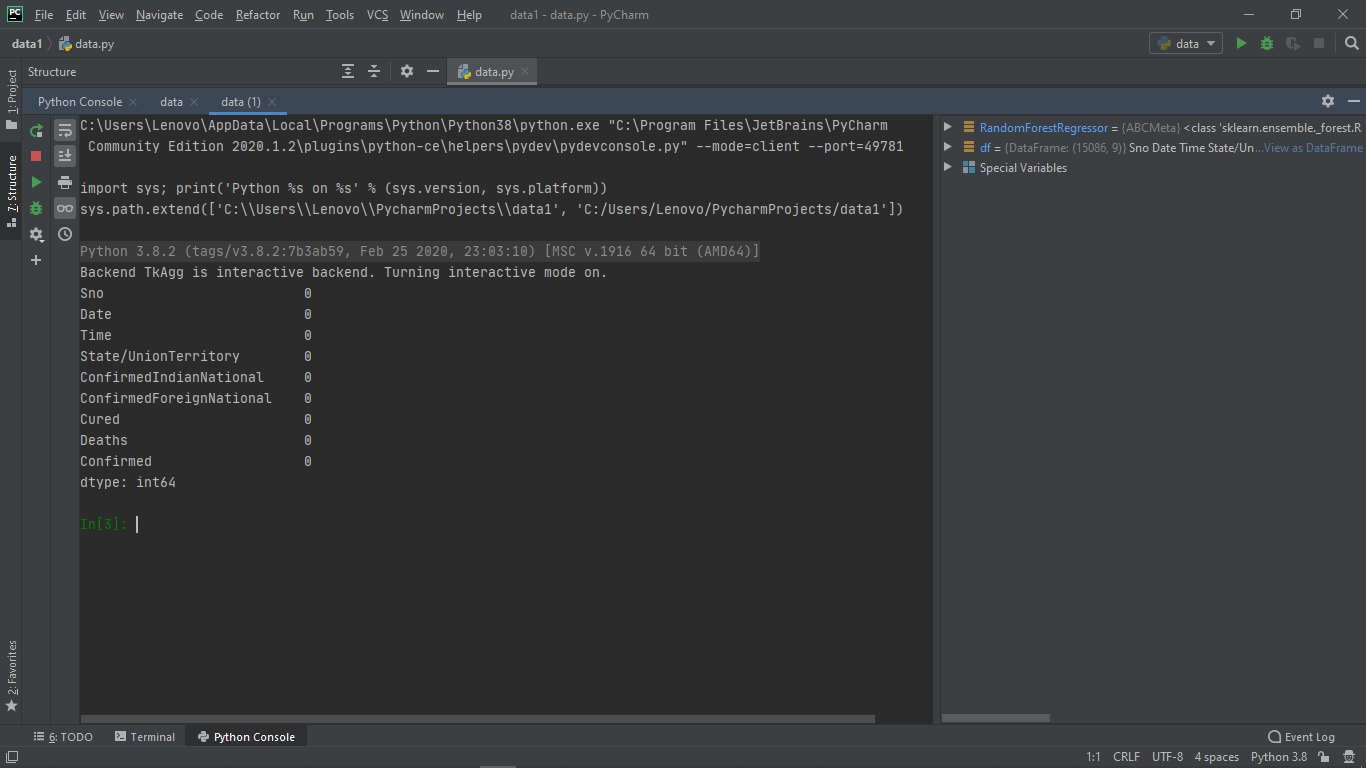 PC File Edit View Navigate Code Refactor Run Tools VCS Window Help data1 - data.py - PyCharm
data1 data.py data
Structure data.py
Python Console data data (1)
1: Project
7: Structure
2: Favorites
C:\Users\Lenovo\AppData\Local\Programs\Python\Python38\python.exe "C:\Program Files\JetBrains\PyCharm
Community Edition 2020.1.2\plugins\python-ce\helpers\pydev\pydevconsole.py" --mode=client --port=49781
import sys; print('Python %s on %s' % (sys.version, sys.platform))
sys.path.extend(['C:\\Users\\Lenovo\\PycharmProjects\\data1', 'C:/Users/Lenovo/PycharmProjects/data1'])
Python 3.8.2 (tags/v3.8.2:7b3ab59, Feb 25 2020, 23:03:10) [MSC v.1916 64 bit (AMD64)]
Backend TkAgg is interactive backend. Turning interactive mode on.
Sno 0
Date 0
Time 0
State/UnionTerritory 0
ConfirmedIndianNational 0
ConfirmedForeignNational 0
Cured 0
Deaths 0
Confirmed 0
dtype: int64
In[3]:
RandomForestRegressor = {ABCMeta} <class 'sklearn.ensemble._forest.R
df = {DataFrame: (15086, 9)} Sno Date Time State/Un...View as DataFrame
Special Variables
6: TODO Terminal Python Console Event Log
1:1 CRLF UTF-8 4 spaces Python 3.8